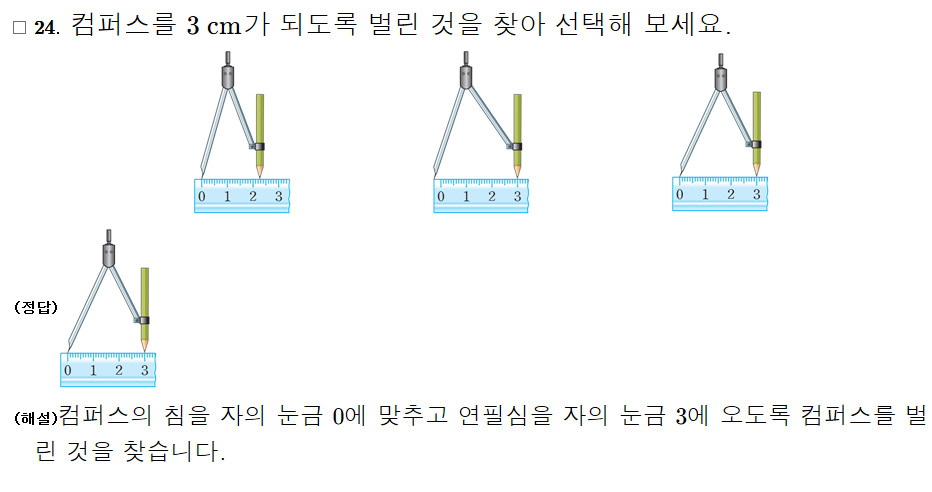 □ 24. 컴퍼스를 3 cm가 되도록 벌린 것을 찾아 선택해 보세요.
0 1 2 3
0 1 2 3
0 1 2 3
(정답)
0 1 2 3
(해설)컴퍼스의 침을 자의 눈금 0에 맞추고 연필심을 자의 눈금 3에 오도록 컴퍼스를 벌
린 것을 찾습니다.